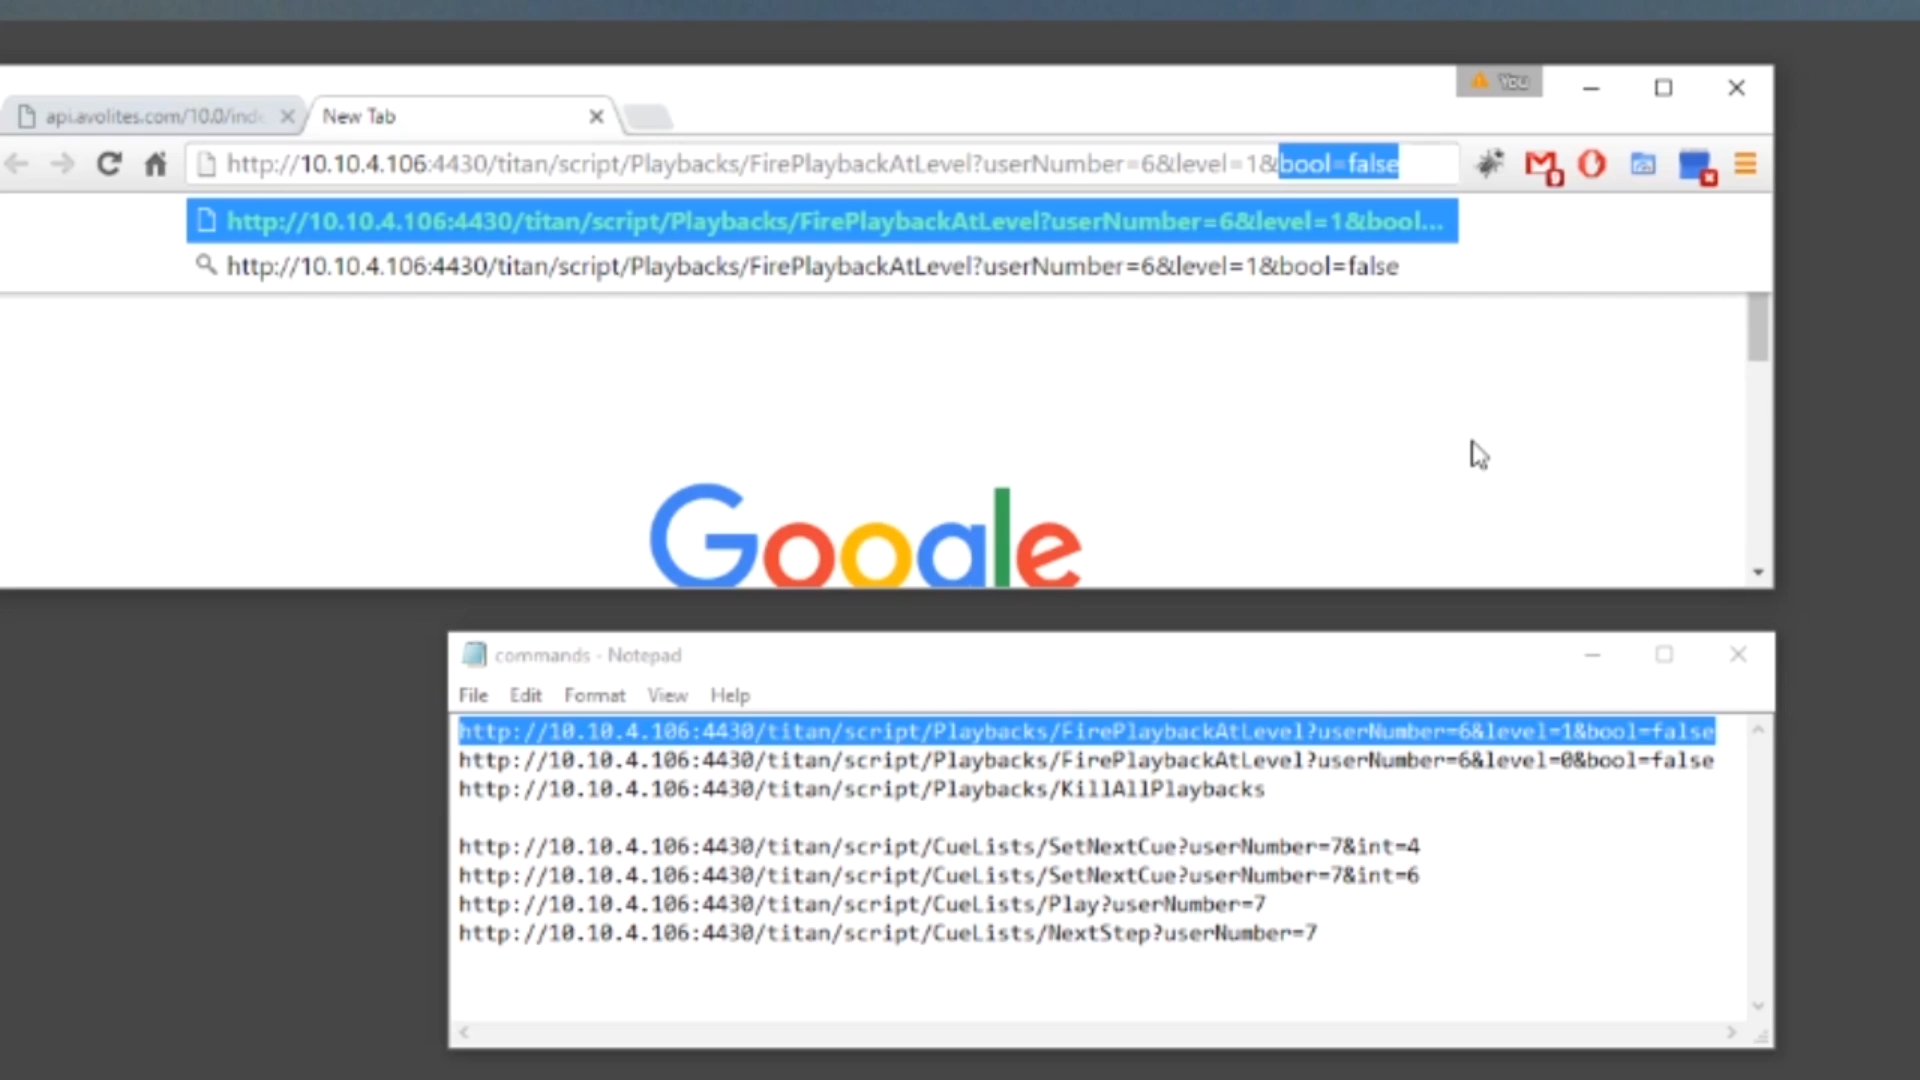 You
api.avolites.com/10.0/inde
New Tab
http://10.10.4.106:4430/titan/script/Playbacks/FirePlaybackAtLevel?userNumber=6&level=1&bool=false
http://10.10.4.106:4430/titan/script/Playbacks/FirePlaybackAtLevel?userNumber=6&level=1&bool...
http://10.10.4.106:4430/titan/script/Playbacks/FirePlaybackAtLevel?userNumber=6&level=1&bool=false
Google
commands - Notepad
File Edit Format View Help
http://10.10.4.106:4430/titan/script/Playbacks/FirePlaybackAtLevel?userNumber=6&level=1&bool=false
http://10.10.4.106:4430/titan/script/Playbacks/FirePlaybackAtLevel?userNumber=6&level=0&bool=false
http://10.10.4.106:4430/titan/script/Playbacks/KillAllPlaybacks
http://10.10.4.106:4430/titan/script/CueLists/SetNextCue?userNumber=7&int=4
http://10.10.4.106:4430/titan/script/CueLists/SetNextCue?userNumber=7&int=6
http://10.10.4.106:4430/titan/script/CueLists/Play?userNumber=7
http://10.10.4.106:4430/titan/script/CueLists/NextStep?userNumber=7